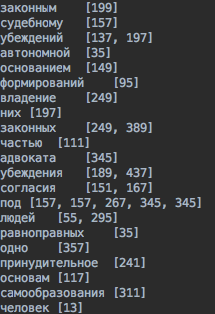 законным [199]
судебному [157]
убеждений [137, 197]
автономной [35]
основанием [149]
формирований [95]
владение [249]
них [197]
законных [249, 389]
частью [111]
адвоката [345]
убеждения [189, 437]
согласия [151, 167]
под [157, 157, 267, 345, 345]
людей [55, 295]
равноправных [35]
одно [357]
принудительное [241]
основам [117]
самообразования [311]
человек [13]